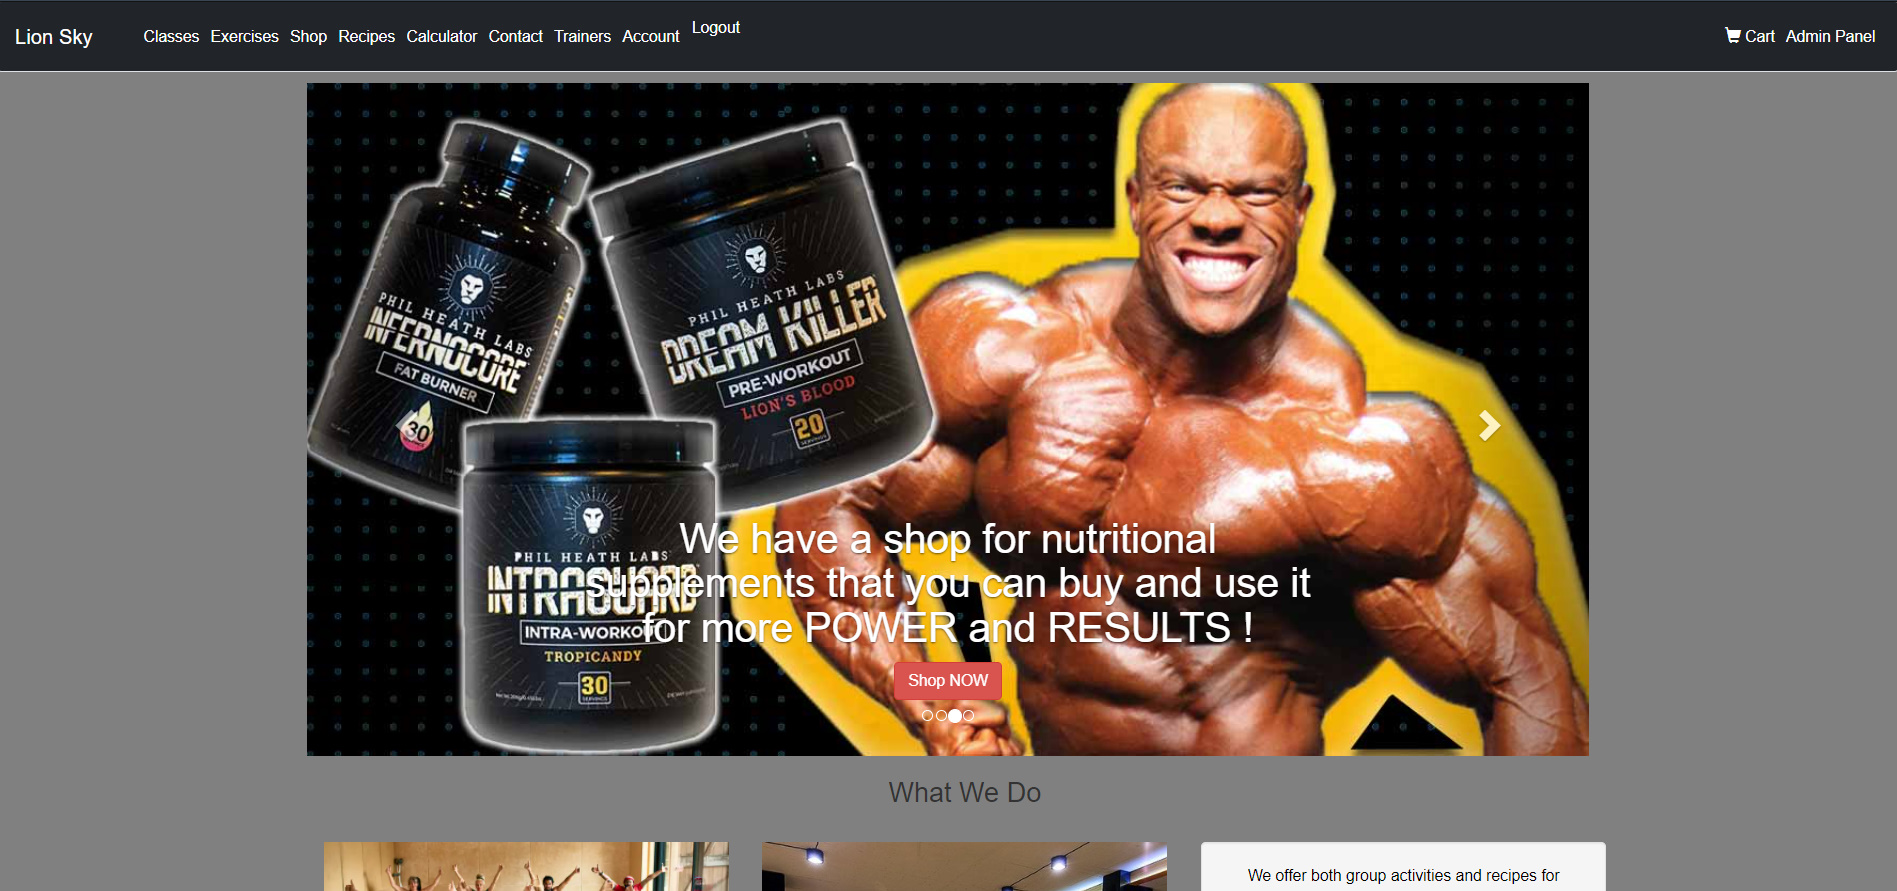 Lion Sky
Classes Exercises Shop Recipes Calculator Contact Trainers Account Logout
Cart Admin Panel
PHIL HEATH LABS
INFERNOCORE
FAT BURNER
30
PHIL HEATH LABS
DREAM KILLER
PRE-WORKOUT
LION'S BLOOD
20
SERVINGS
PHIL HEATH LABS
INTRAGUARD
INTRA-WORKOUT
TROPICANDY
30
SERVINGS
We have a shop for nutritional
supplements that you can buy and use it
for more POWER and RESULTS !
Shop NOW
What We Do
We offer both group activities and recipes for